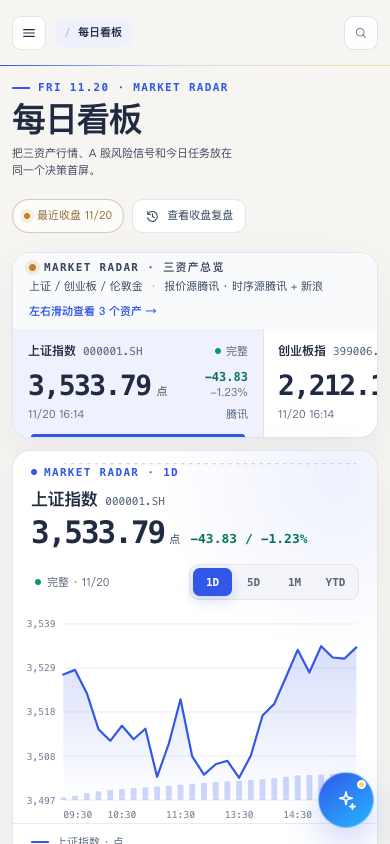 / 每日看板
FRI 11.20 · MARKET RADAR
每日看板
把三资产行情、A 股风险信号和今日任务放在
同一个决策首屏。
最近收盘 11/20
查看收盘复盘
MARKET RADAR · 三资产总览
上证 / 创业板 / 伦敦金 · 报价源腾讯 · 时序源腾讯 + 新浪
左右滑动查看 3 个资产 →
上证指数 000001.SH 完整
3,533.79 点 −43.83
−1.23%
11/20 16:14 腾讯
创业板指 399006.
2,212.1
11/20 16:14
MARKET RADAR · 1D
上证指数 000001.SH
3,533.79 点 −43.83 / −1.23%
完整 · 11/20
1D 5D 1M YTD
3,539
3,529
3,518
3,508
3,497
09:30 10:30 11:30 13:30 14:30
上证指数 · 点